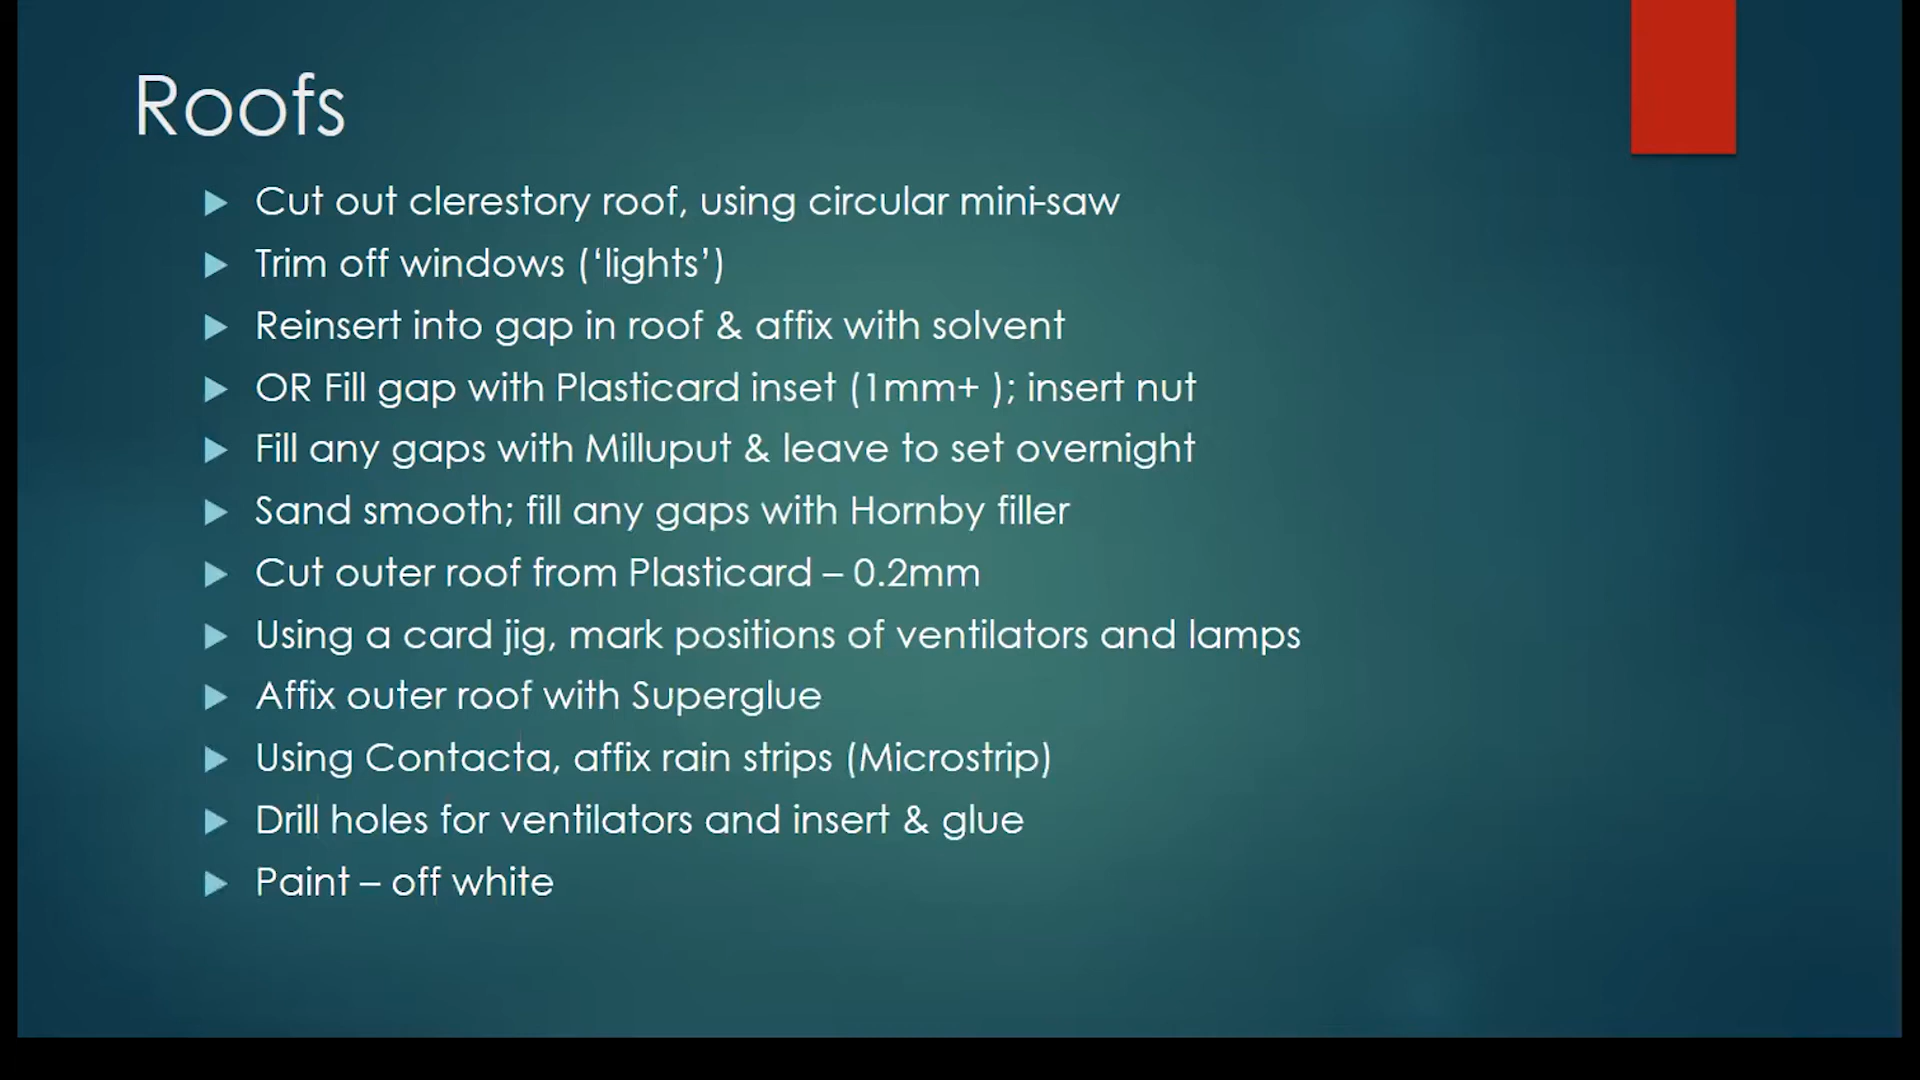 Roofs
Cut out clerestory roof, using circular mini-saw
Trim off windows (‘lights’)
Reinsert into gap in roof & affix with solvent
OR Fill gap with Plasticard inset (1mm+ ); insert nut
Fill any gaps with Milluput & leave to set overnight
Sand smooth; fill any gaps with Hornby filler
Cut outer roof from Plasticard – 0.2mm
Using a card jig, mark positions of ventilators and lamps
Affix outer roof with Superglue
Using Contacta, affix rain strips (Microstrip)
Drill holes for ventilators and insert & glue
Paint – off white